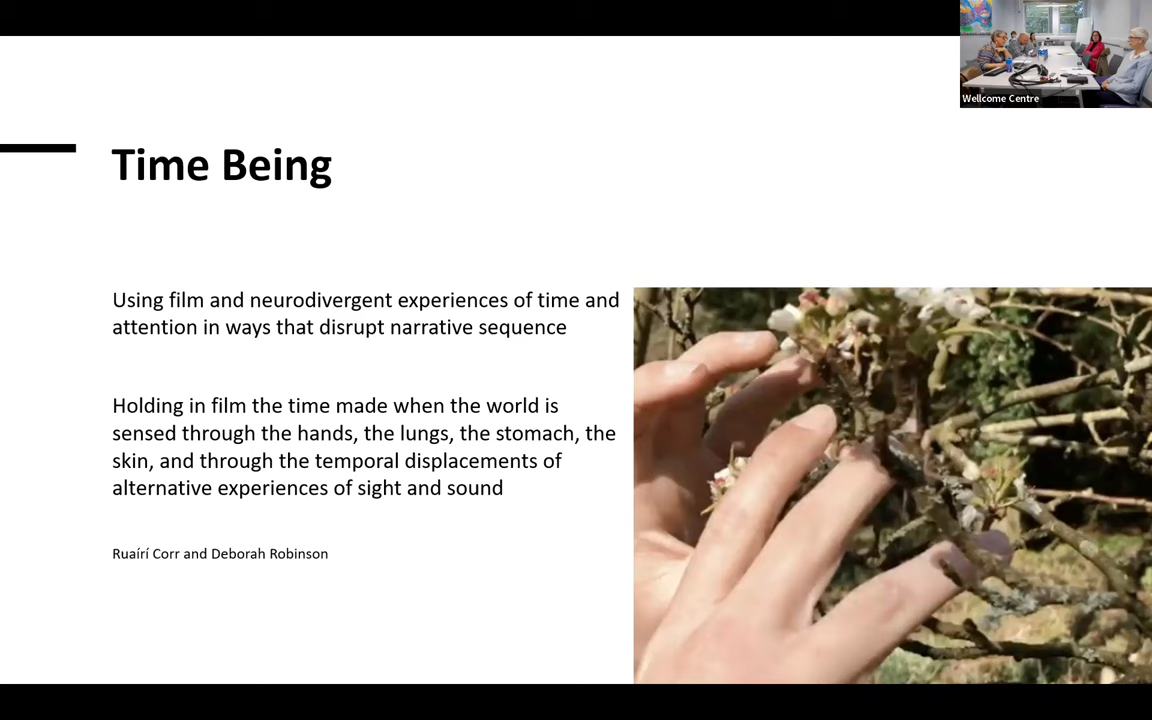 Wellcome Centre
Time Being
Using film and neurodivergent experiences of time and
attention in ways that disrupt narrative sequence
Holding in film the time made when the world is
sensed through the hands, the lungs, the stomach, the
skin, and through the temporal displacements of
alternative experiences of sight and sound
Ruaírí Corr and Deborah Robinson